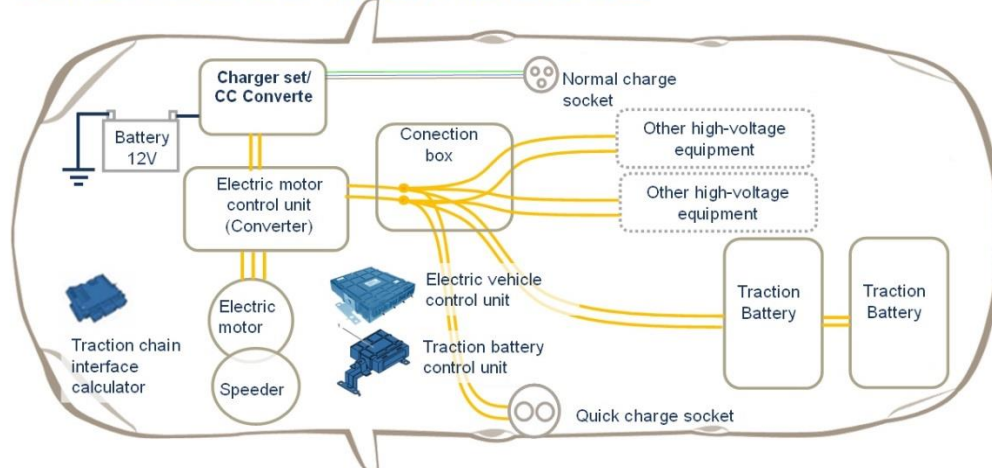 Charger set/
CC Converte
Normal charge
socket
Battery
12V
Conection
box
Other high-voltage
equipment
Electric motor
control unit
(Converter)
Other high-voltage
equipment
Electric vehicle
control unit
Traction
Battery
Traction
Battery
Electric
motor
Traction chain
interface
calculator
Traction battery
control unit
Speeder
Quick charge socket